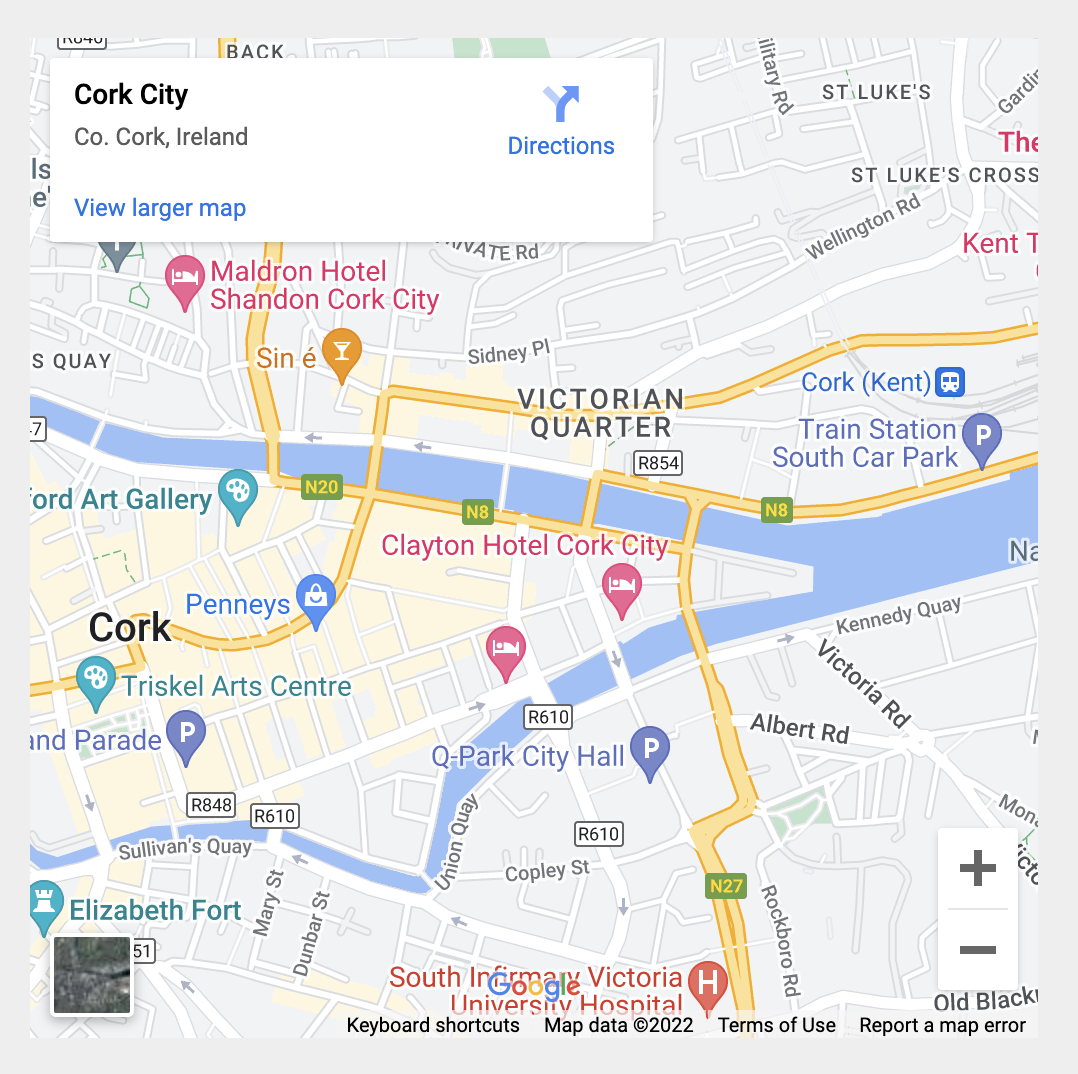 BACK
Cork City
Co. Cork, Ireland
Directions
View larger map
ilitary Rd
ST LUKE'S
Gardin
The
ST LUKE'S CROSS
Wellington Rd
Kent T
IVATE Rd
Maldron Hotel
Shandon Cork City
Sin é
Sidney Pl
S QUAY
VICTORIAN
QUARTER
Cork (Kent)
Train Station
South Car Park
P
R854
-7
ford Art Gallery
N20
N8
N8
Clayton Hotel Cork City
Na
Penneys
Cork
Kennedy Quay
Victoria Rd
Triskel Arts Centre
R610
Albert Rd
and Parade
P
Q-Park City Hall
P
R848
R610
R610
Sullivan's Quay
Union Quay
Copley St
Mona
Victo
N27
Elizabeth Fort
Mary St
Dunbar St
Rockboro Rd
51
South Infirmary Victoria
University Hospital
H
Google
Old Black
Keyboard shortcuts
Map data ©2022
Terms of Use
Report a map error